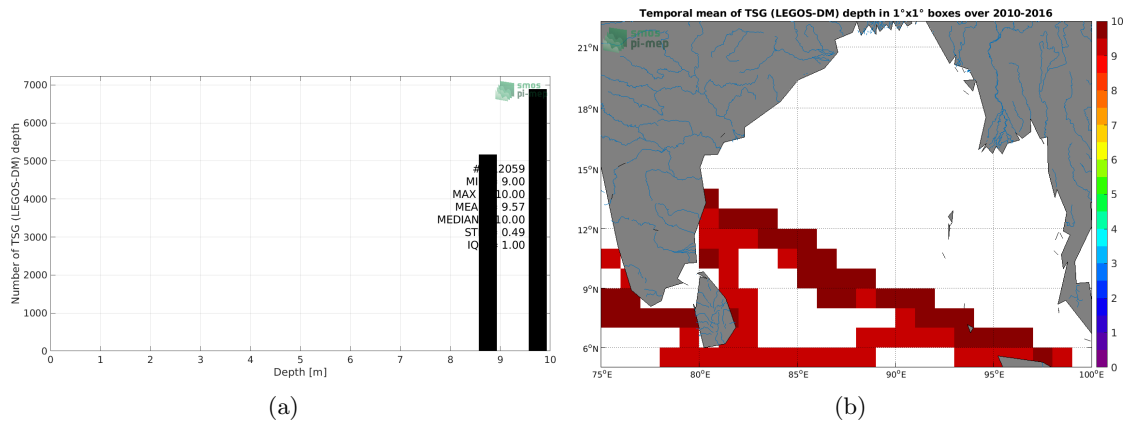 smos
pi-mep
7000
6000
5000
4000
3000
2000
1000
0
Number of TSG (LEGOS-DM) depth
2059
9.00
MAX 10.00
9.57
MEDIAN 10.00
0.49
1.00
0 1 2 3 4 5 6 7 8 9 10
Depth [m]
(a)
Temporal mean of TSG (LEGOS-DM) depth in 1°x1° boxes over 2010-2016
smos
pi-mep
21°N
18°N
15°N
12°N
9°N
6°N
75°E 80°E 85°E 90°E 95°E 100°E
10
9
8
7
6
5
4
3
2
1
0
(b)